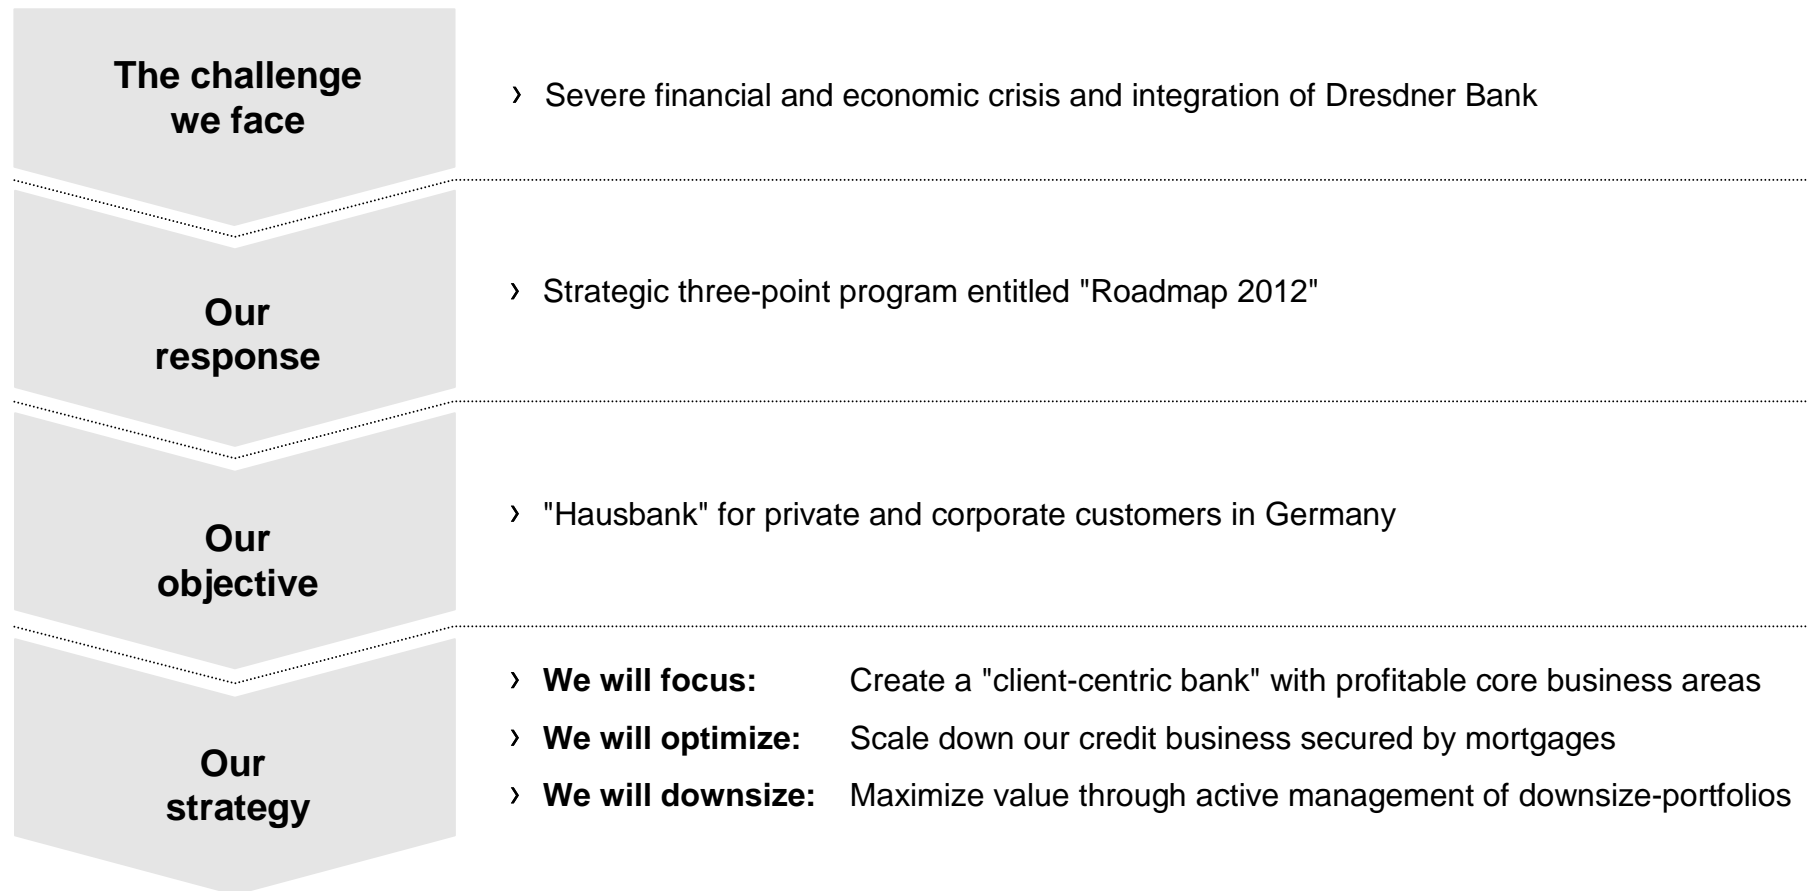 The challenge
we face
› Severe financial and economic crisis and integration of Dresdner Bank
Our
response
› Strategic three-point program entitled "Roadmap 2012"
Our
objective
› "Hausbank" for private and corporate customers in Germany
Our
strategy
› We will focus: Create a "client-centric bank" with profitable core business areas
› We will optimize: Scale down our credit business secured by mortgages
› We will downsize: Maximize value through active management of downsize-portfolios